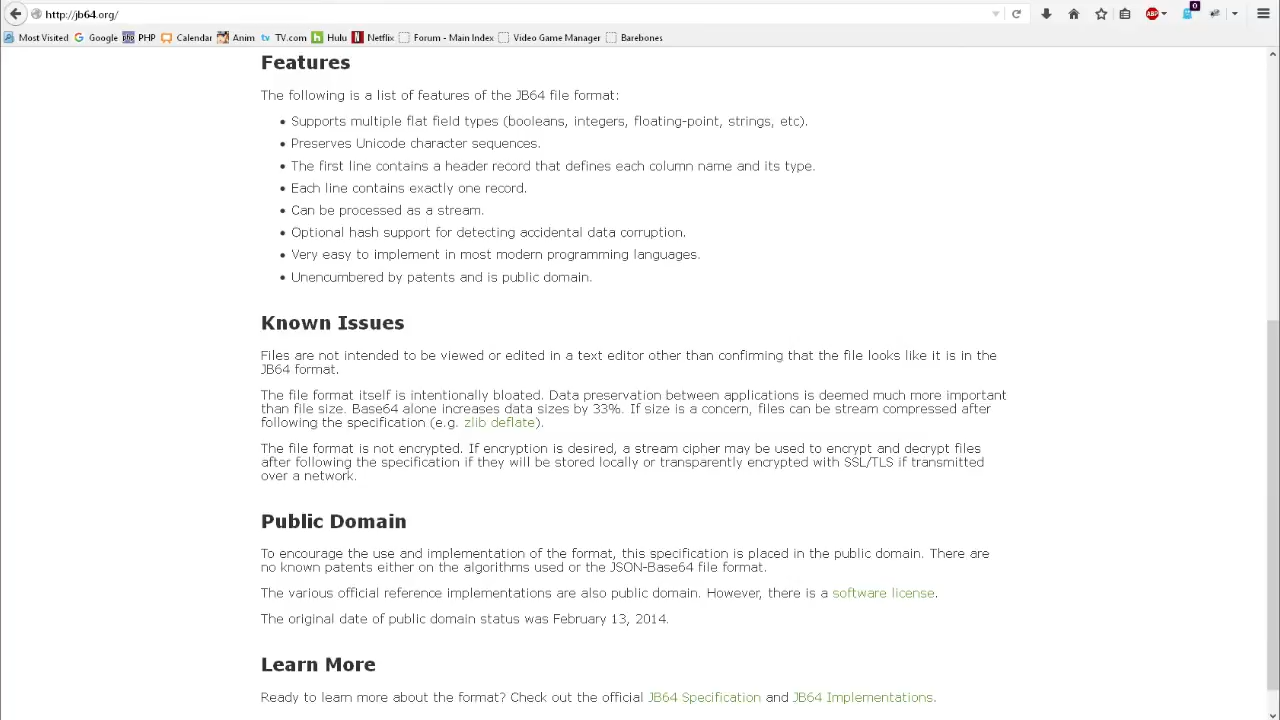 http://jb64.org/
Most Visited Google PHP Calendar Anim TV.com Hulu Netflix Forum - Main Index Video Game Manager Barebones
Features
The following is a list of features of the JB64 file format:
• Supports multiple flat field types (booleans, integers, floating-point, strings, etc).
• Preserves Unicode character sequences.
• The first line contains a header record that defines each column name and its type.
• Each line contains exactly one record.
• Can be processed as a stream.
• Optional hash support for detecting accidental data corruption.
• Very easy to implement in most modern programming languages.
• Unencumbered by patents and is public domain.
Known Issues
Files are not intended to be viewed or edited in a text editor other than confirming that the file looks like it is in the
JB64 format.
The file format itself is intentionally bloated. Data preservation between applications is deemed much more important
than file size. Base64 alone increases data sizes by 33%. If size is a concern, files can be stream compressed after
following the specification (e.g. zlib deflate).
The file format is not encrypted. If encryption is desired, a stream cipher may be used to encrypt and decrypt files
after following the specification if they will be stored locally or transparently encrypted with SSL/TLS if transmitted
over a network.
Public Domain
To encourage the use and implementation of the format, this specification is placed in the public domain. There are
no known patents either on the algorithms used or the JSON-Base64 file format.
The various official reference implementations are also public domain. However, there is a software license.
The original date of public domain status was February 13, 2014.
Learn More
Ready to learn more about the format? Check out the official JB64 Specification and JB64 Implementations.
ABP
0